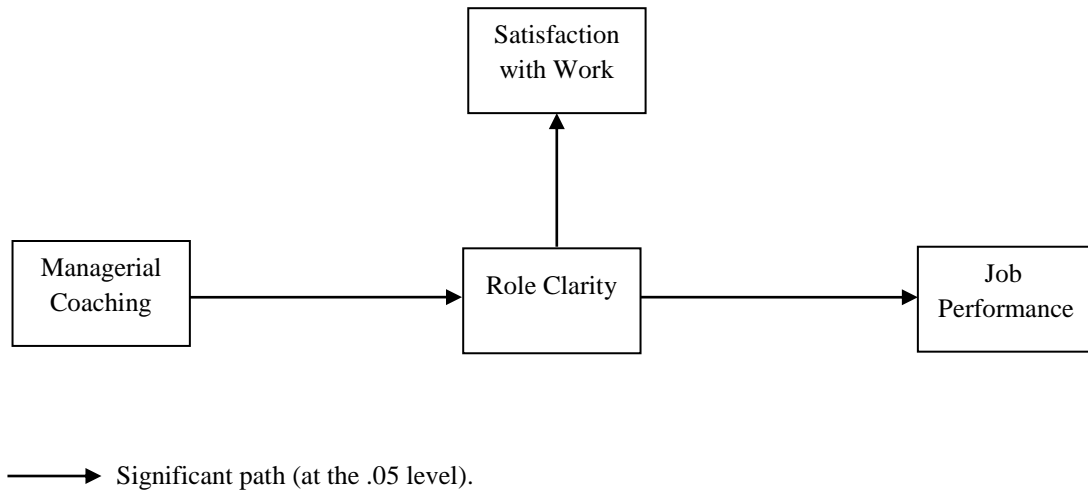 Satisfaction
with Work
Managerial
Coaching
Role Clarity
Job
Performance
Significant path (at the .05 level).